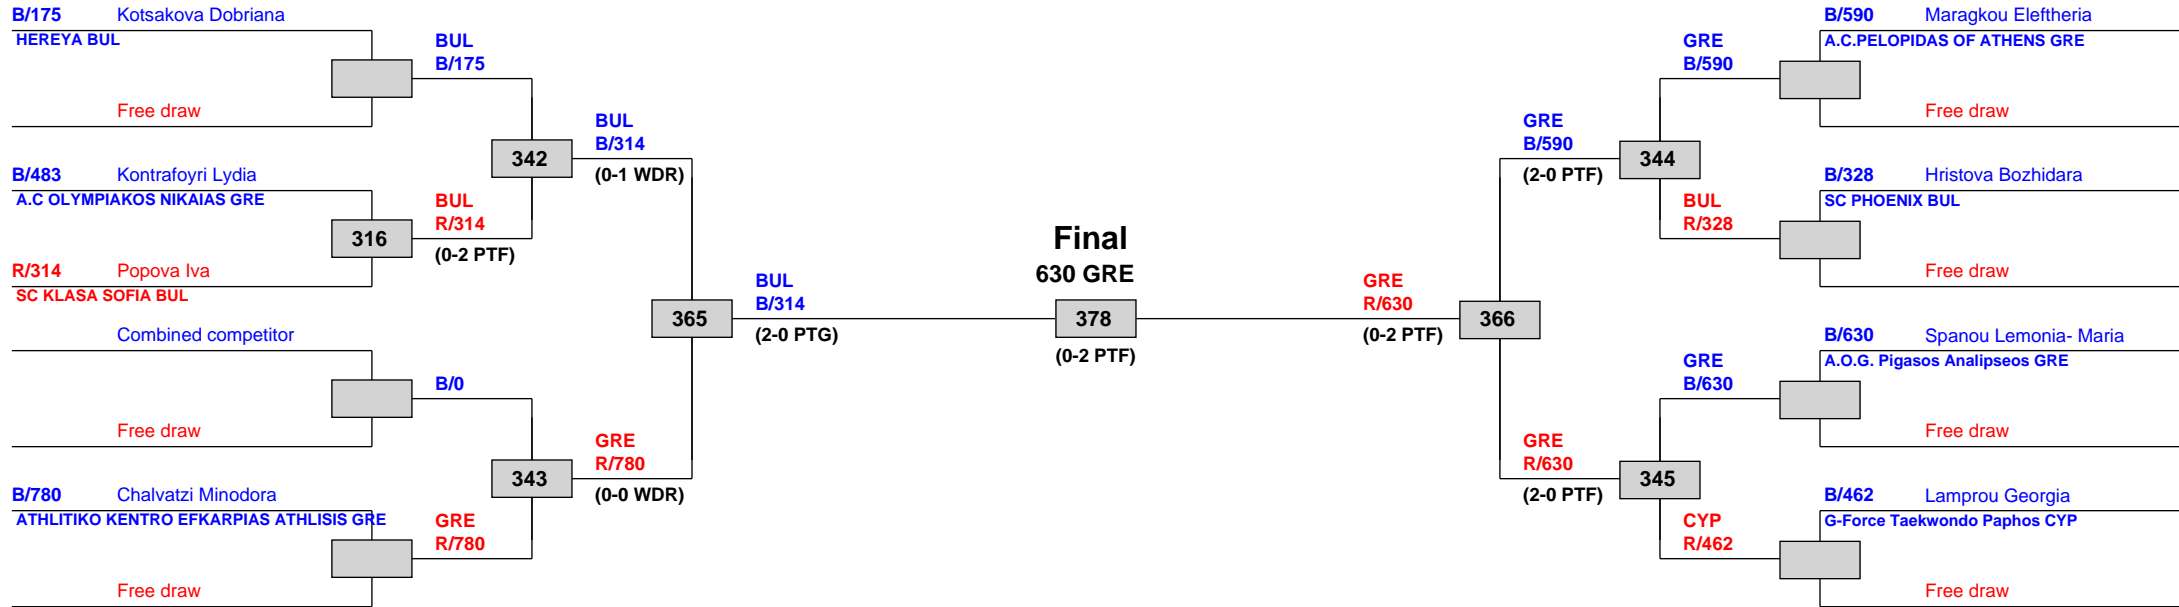 B/175 Kotsakova Dobriana
HEREYA BUL
BUL
B/175
Free draw
BUL
B/314
342
(0-1 WDR)
B/483 Kontrafoyri Lydia
A.C OLYMPIAKOS NIKAIAS GRE
BUL
R/314
316
(0-2 PTF)
R/314 Popova Iva
SC KLASA SOFIA BUL
BUL
B/314
365
(2-0 PTG)
Combined competitor
B/0
Free draw
GRE
R/780
343
(0-0 WDR)
B/780 Chalvatzi Minodora
ATHLITIKO KENTRO EFKARPIAS ATHLISIS GRE
GRE
R/780
Free draw
Final
630 GRE
378
(0-2 PTF)
B/590 Maragkou Eleftheria
A.C.PELOPIDAS OF ATHENS GRE
GRE
B/590
Free draw
GRE
B/590
344
(2-0 PTF)
B/328 Hristova Bozhidara
SC PHOENIX BUL
BUL
R/328
Free draw
GRE
R/630
366
(0-2 PTF)
B/630 Spanou Lemonia- Maria
A.O.G. Pigasos Analipseos GRE
GRE
B/630
Free draw
GRE
R/630
345
(2-0 PTF)
B/462 Lamprou Georgia
G-Force Taekwondo Paphos CYP
CYP
R/462
Free draw